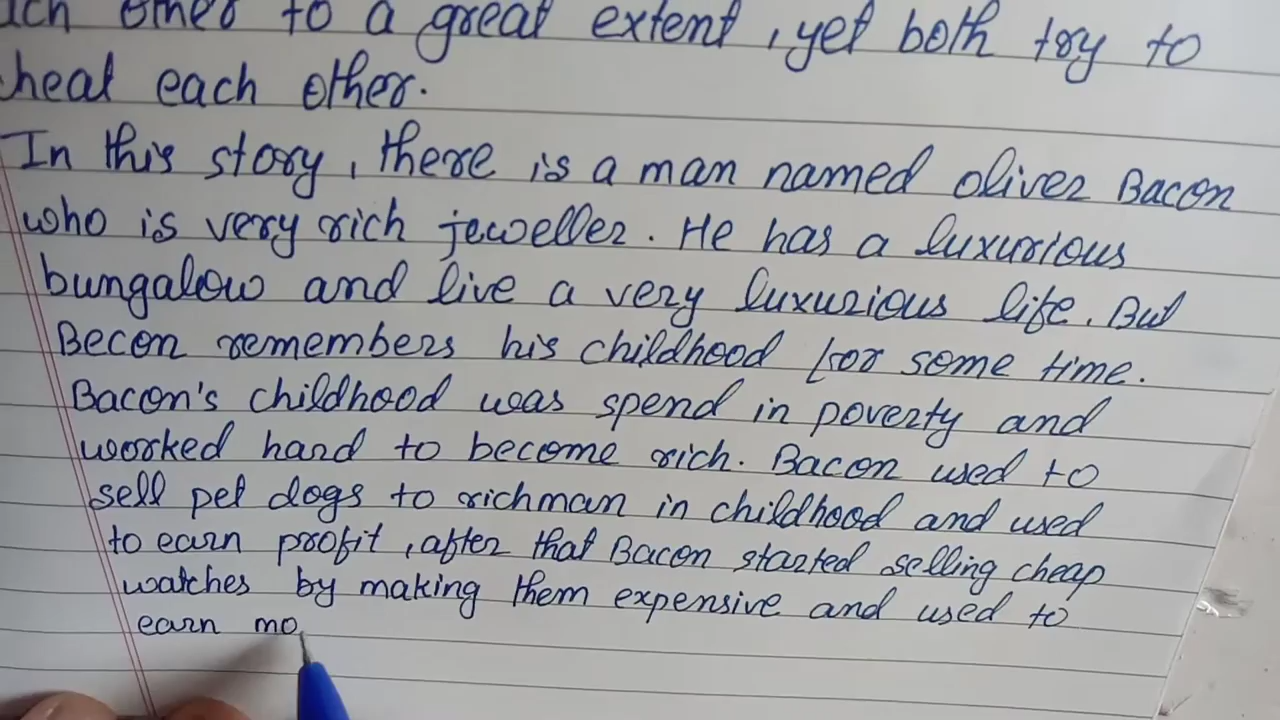 other to a great extent, yet both try to
heat each other.
In this story, there is a man named oliver Bacon
who is very rich jeweller. He has a luxurious
bungalow and live a very luxurious life. But
Becon remembers his childhood for some time.
Bacon's childhood was spend in poverty and
worked hard to become rich. Bacon used to
sell pet dogs to richman in childhood and used
to earn profit, after that Bacon started selling cheap
watches by making them expensive and used to
earn mo